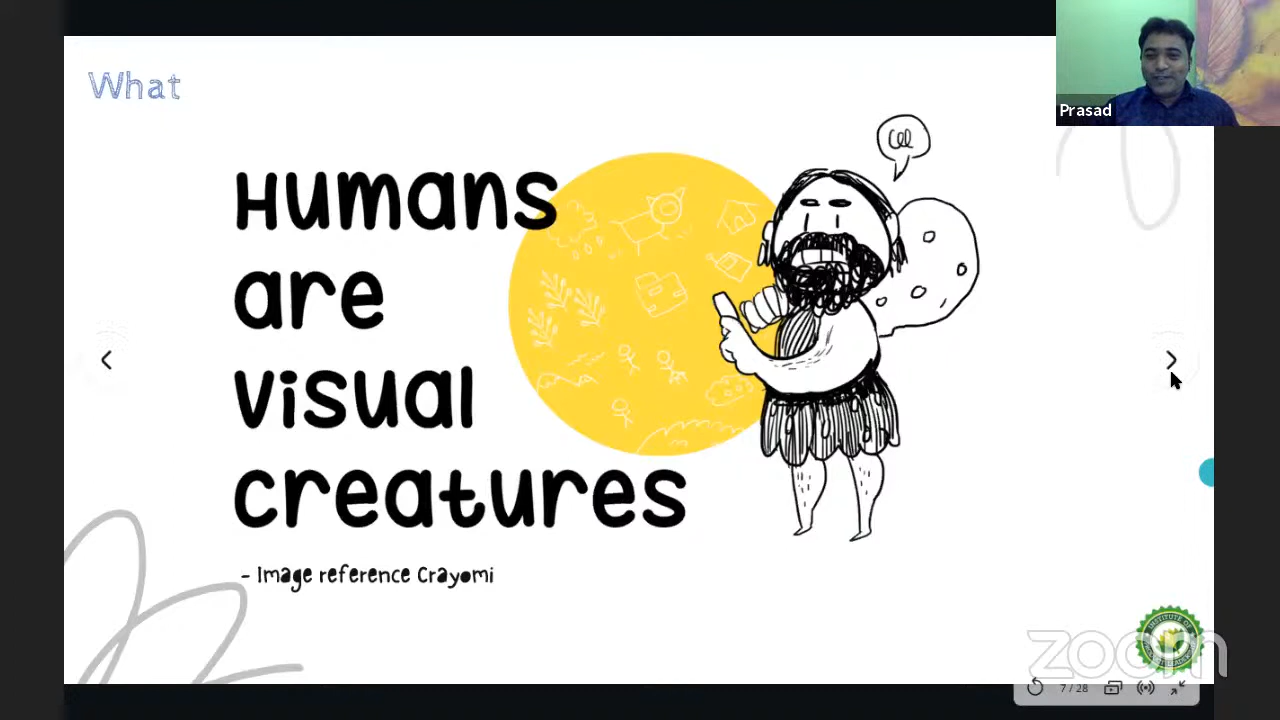 What
Prasad
Humans
are
visual
creatures
- Image reference Crayomi
zoom
7 / 28